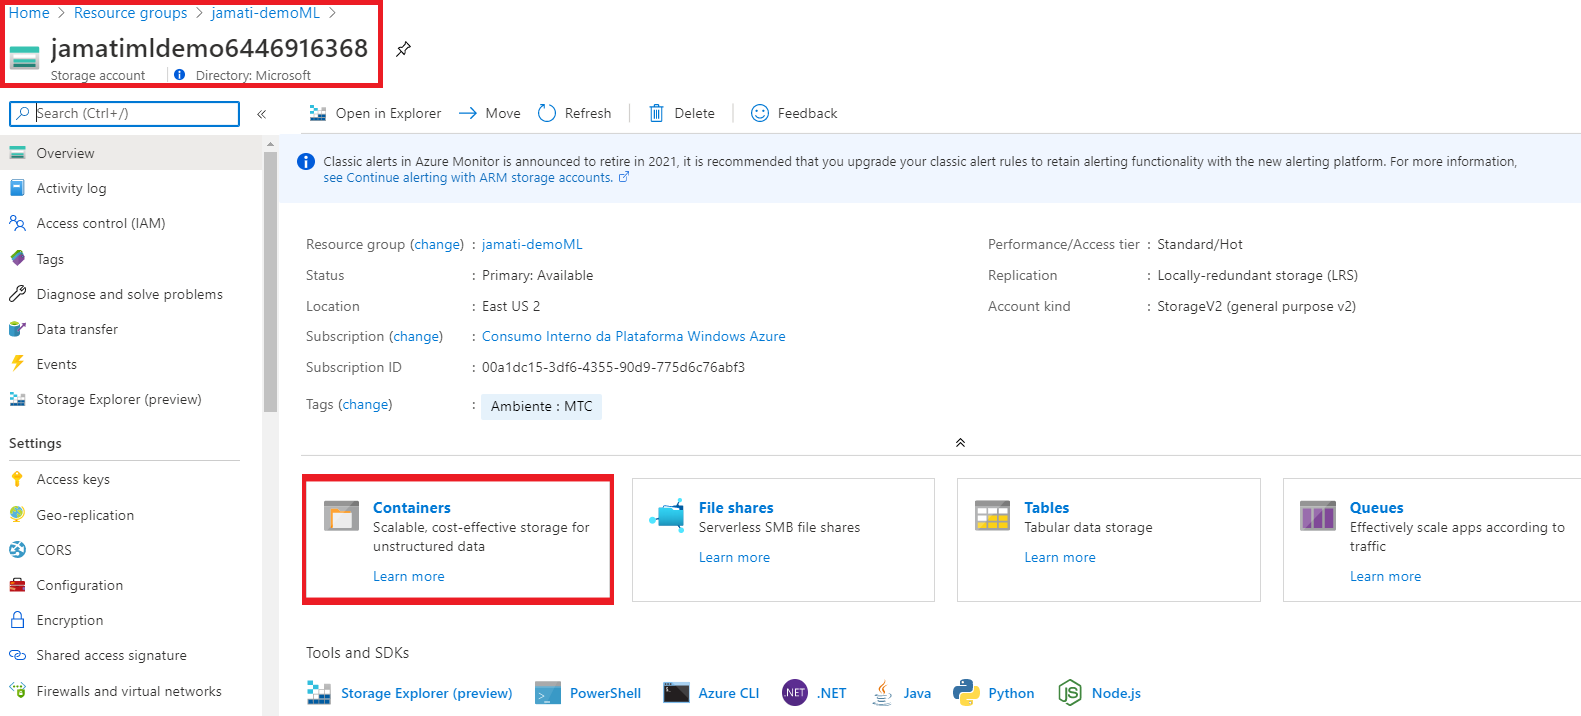 Home > Resource groups > jamati-demoML >
jamatimldemo6446916368
Storage account | Directory: Microsoft
Search (Ctrl+/) «
Open in Explorer Move Refresh Delete Feedback
Overview
Activity log
Access control (IAM)
Tags
Diagnose and solve problems
Data transfer
Events
Storage Explorer (preview)
Settings
Access keys
Geo-replication
CORS
Configuration
Encryption
Shared access signature
Firewalls and virtual networks
Classic alerts in Azure Monitor is announced to retire in 2021, it is recommended that you upgrade your classic alert rules to retain alerting functionality with the new alerting platform. For more information,
see Continue alerting with ARM storage accounts.
Resource group (change) : jamati-demoML
Status : Primary: Available
Location : East US 2
Subscription (change) : Consumo Interno da Plataforma Windows Azure
Subscription ID : 00a1dc15-3df6-4355-90d9-775d6c76abf3
Tags (change) : Ambiente : MTC
Performance/Access tier : Standard/Hot
Replication : Locally-redundant storage (LRS)
Account kind : StorageV2 (general purpose v2)
Containers
Scalable, cost-effective storage for
unstructured data
Learn more
File shares
Serverless SMB file shares
Learn more
Tables
Tabular data storage
Learn more
Queues
Effectively scale apps according to
traffic
Learn more
Tools and SDKs
Storage Explorer (preview) PowerShell Azure CLI .NET .NET Java Python JS Node.js